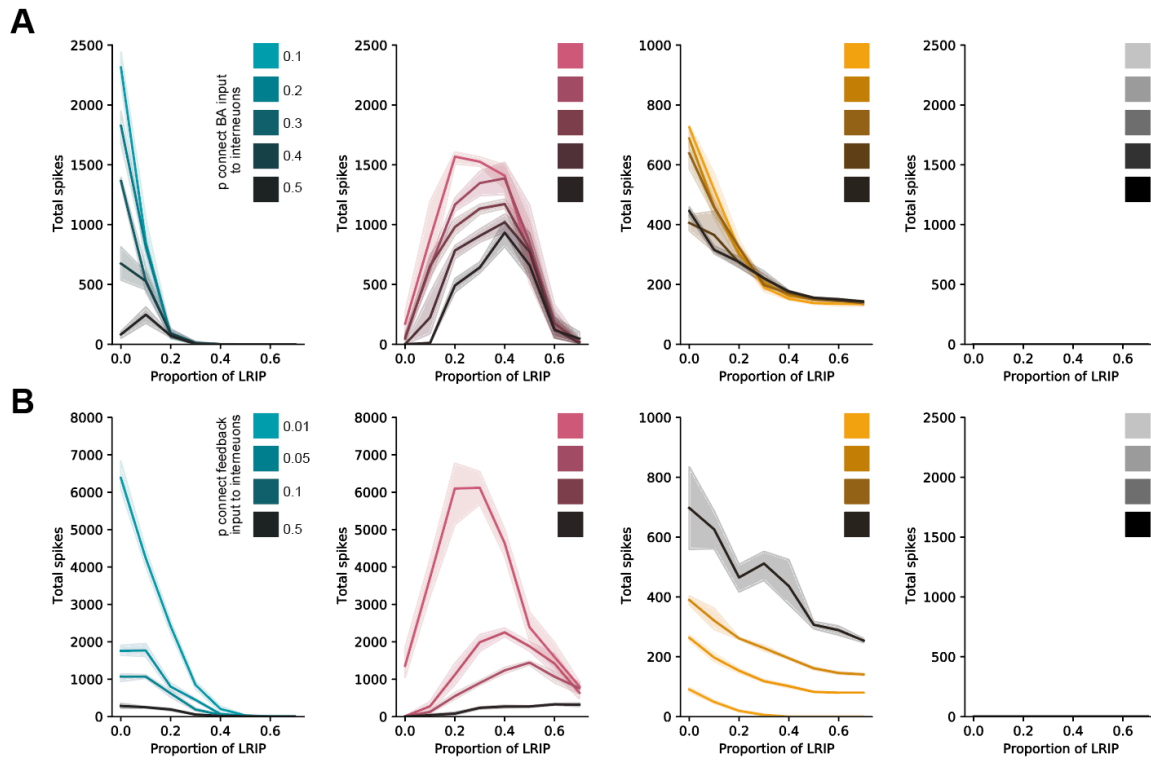 A
2500
2000
1500
1000
500
0
Total spikes
p connect BA input
to interneurons
0.1
0.2
0.3
0.4
0.5
0.0 0.2 0.4 0.6
Proportion of LRIP
2500
2000
1500
1000
500
0
Total spikes
0.0 0.2 0.4 0.6
Proportion of LRIP
1000
800
600
400
200
0
Total spikes
0.0 0.2 0.4 0.6
Proportion of LRIP
2500
2000
1500
1000
500
0
Total spikes
0.0 0.2 0.4 0.6
Proportion of LRIP
B
8000
7000
6000
5000
4000
3000
2000
1000
0
Total spikes
p connect feedback
input to interneuons
0.01
0.05
0.1
0.5
0.0 0.2 0.4 0.6
Proportion of LRIP
8000
7000
6000
5000
4000
3000
2000
1000
0
Total spikes
0.0 0.2 0.4 0.6
Proportion of LRIP
1000
800
600
400
200
0
Total spikes
0.0 0.2 0.4 0.6
Proportion of LRIP
2500
2000
1500
1000
500
0
Total spikes
0.0 0.2 0.4 0.6
Proportion of LRIP